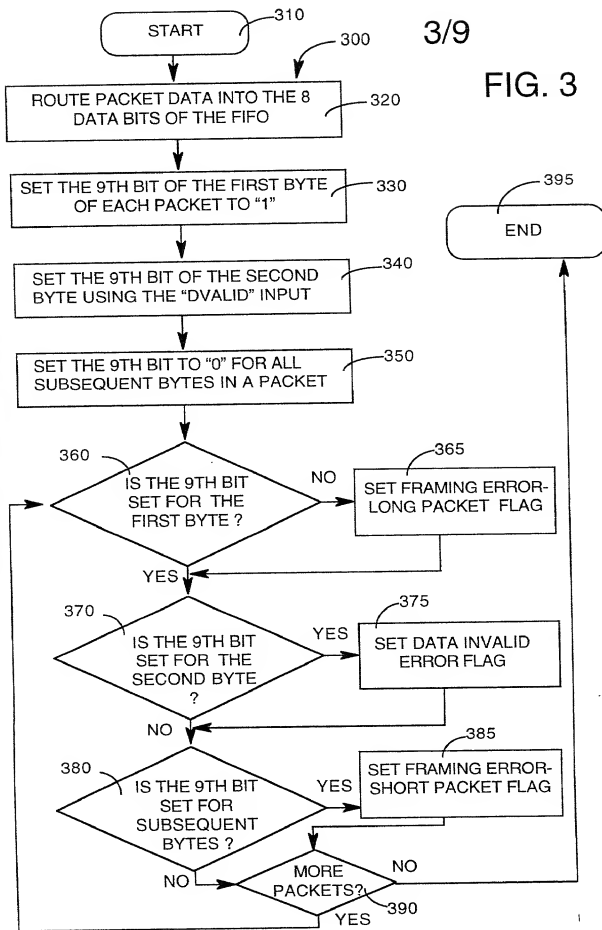 310
START
3/9
300
FIG. 3
ROUTE PACKET DATA INTO THE 8
DATA BITS OF THE FIFO
320
SET THE 9TH BIT OF THE FIRST BYTE
OF EACH PACKET TO “1”
330
395
END
SET THE 9TH BIT OF THE SECOND
BYTE USING THE “DVALID” INPUT
340
SET THE 9TH BIT TO “0” FOR ALL
SUBSEQUENT BYTES IN A PACKET
350
360
IS THE 9TH BIT
SET FOR THE
FIRST BYTE ?
NO
365
SET FRAMING ERROR-
LONG PACKET FLAG
YES
370
IS THE 9TH BIT
SET FOR THE
SECOND BYTE
?
YES
375
SET DATA INVALID
ERROR FLAG
NO
380
IS THE 9TH BIT
SET FOR
SUBSEQUENT
BYTES ?
YES
385
SET FRAMING ERROR-
SHORT PACKET FLAG
NO
MORE
PACKETS?
390
NO
YES